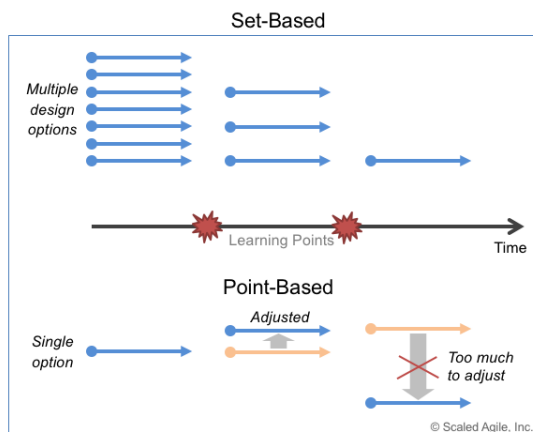 Set-Based
Multiple
design
options
Learning Points
Time
Point-Based
Adjusted
Single
option
Too much
to adjust
© Scaled Agile, Inc.